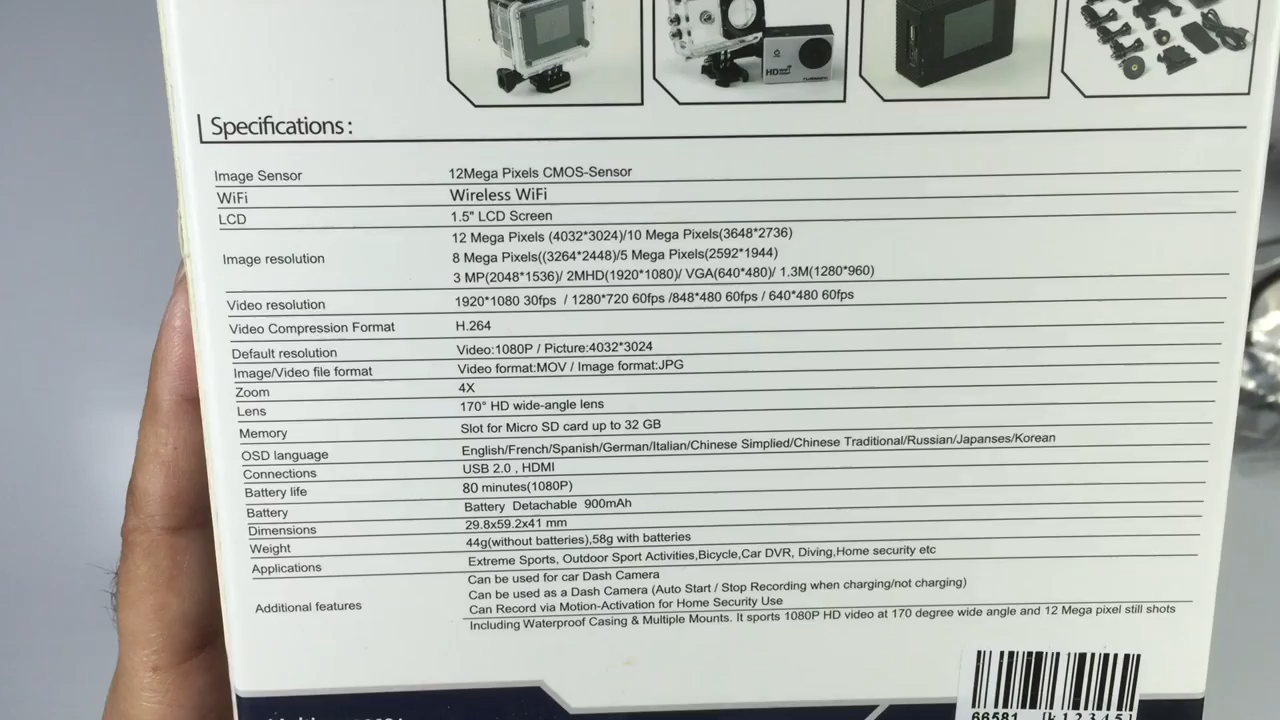 HD
Specifications :
Image Sensor 12Mega Pixels CMOS-Sensor
WiFi Wireless WiFi
LCD 1.5" LCD Screen
Image resolution 12 Mega Pixels (4032*3024)/10 Mega Pixels(3648*2736)
8 Mega Pixels((3264*2448)/5 Mega Pixels(2592*1944)
3 MP(2048*1536)/ 2MHD(1920*1080)/ VGA(640*480)/ 1.3M(1280*960)
Video resolution 1920*1080 30fps / 1280*720 60fps /848*480 60fps / 640*480 60fps
Video Compression Format H.264
Default resolution Video:1080P / Picture:4032*3024
Image/Video file format Video format:MOV / Image format:JPG
Zoom 4X
Lens 170° HD wide-angle lens
Memory Slot for Micro SD card up to 32 GB
OSD language English/French/Spanish/German/Italian/Chinese Simplied/Chinese Traditional/Russian/Japanses/Korean
Connections USB 2.0 , HDMI
Battery life 80 minutes(1080P)
Battery Battery Detachable 900mAh
Dimensions 29.8x59.2x41 mm
Weight 44g(without batteries),58g with batteries
Applications Extreme Sports, Outdoor Sport Activities,Bicycle,Car DVR, Diving,Home security etc
Additional features Can be used for car Dash Camera
Can be used as a Dash Camera (Auto Start / Stop Recording when charging/not charging)
Can Record via Motion-Activation for Home Security Use
Including Waterproof Casing & Multiple Mounts. It sports 1080P HD video at 170 degree wide angle and 12 Mega pixel still shots
66581 [k12345]